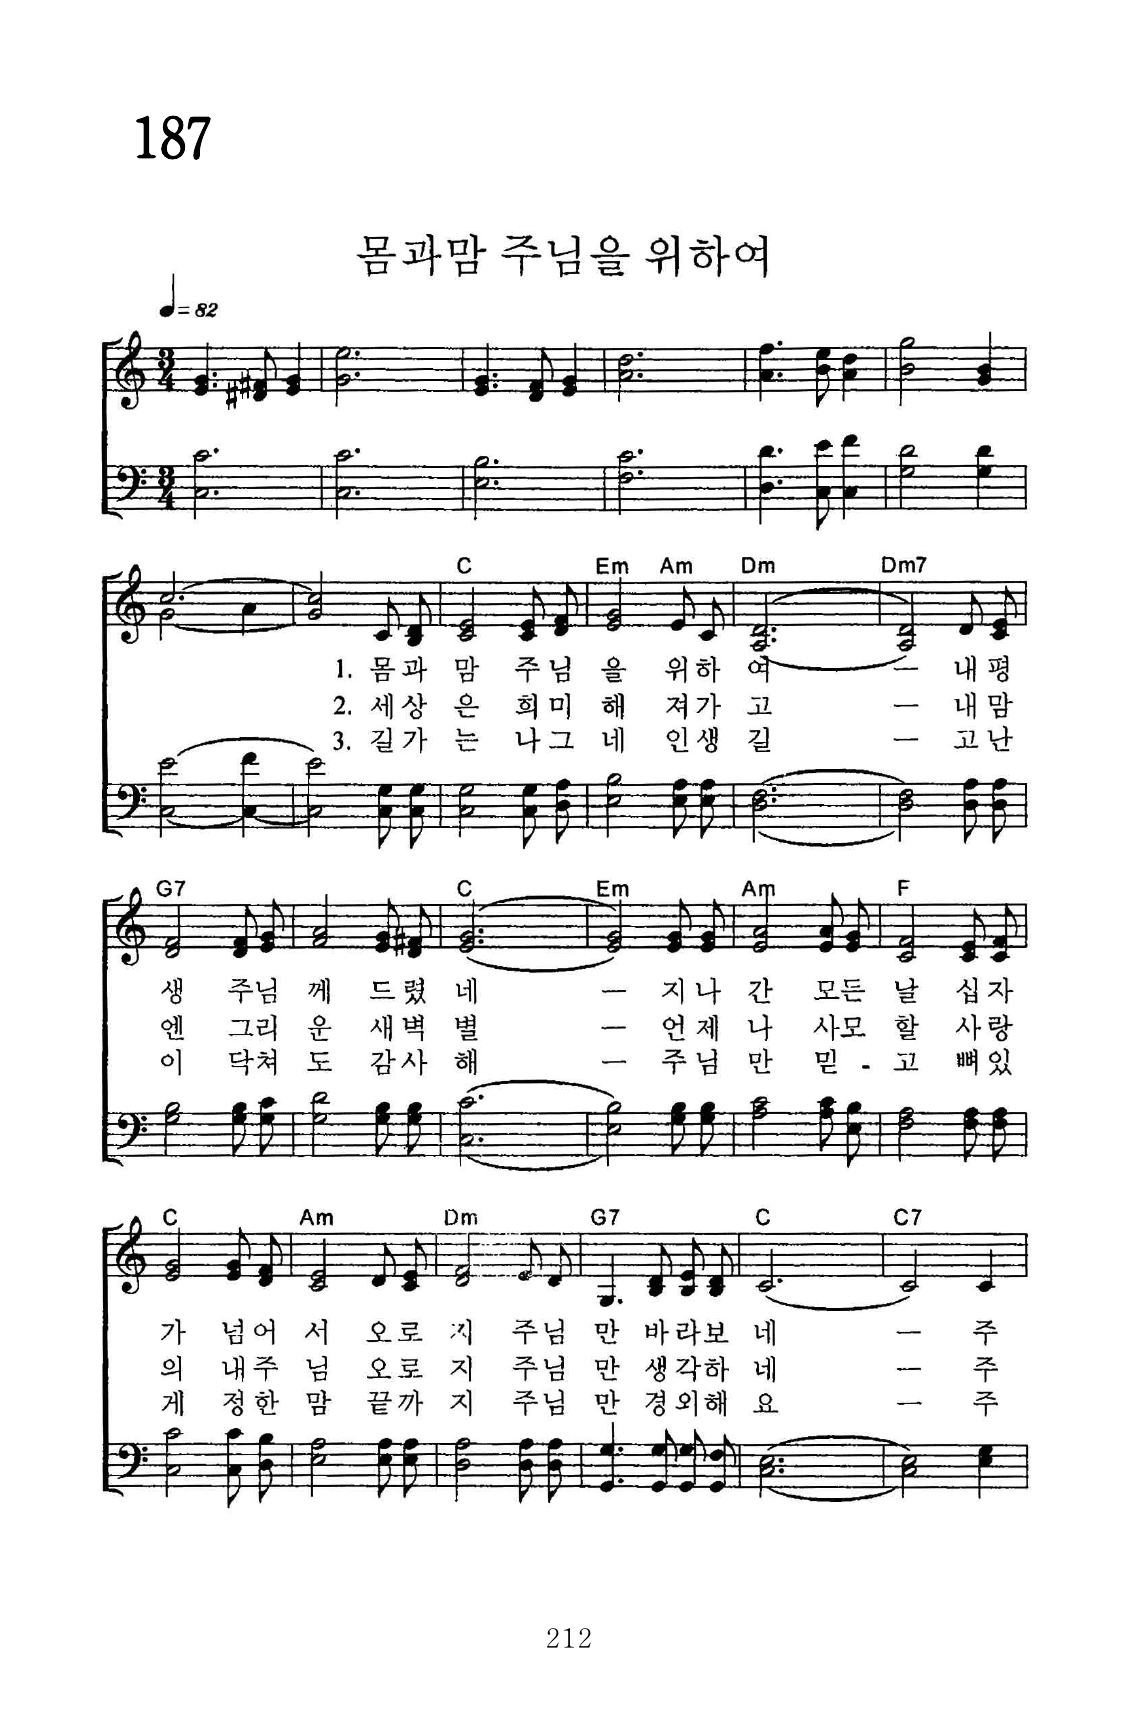 187
몸과맘 주님을 위하여
♩=82
3/4
3/4
C Em Am Dm Dm7
1. 몸과 맘 주님 을 위하 여 — 내평
2. 세상 은 희미 해 져가 고 — 내맘
3. 길가 는 나그 네 인생 길 — 고난
G7 C Em Am F
생 주님 께 드렸 네 — 지나 간 모든 날 십자
엔 그리 운 새벽 별 — 언제 나 사모 할 사랑
이 닥쳐 도 감사 해 — 주님 만 믿 - 고 뼈있
C Am Dm G7 C C7
가 넘어 서 오로 지 주님 만 바라보 네 — 주
의 내주 님 오로 지 주님 만 생각하 네 — 주
게 정한 맘 끝까 지 주님 만 경외해 요 — 주
212